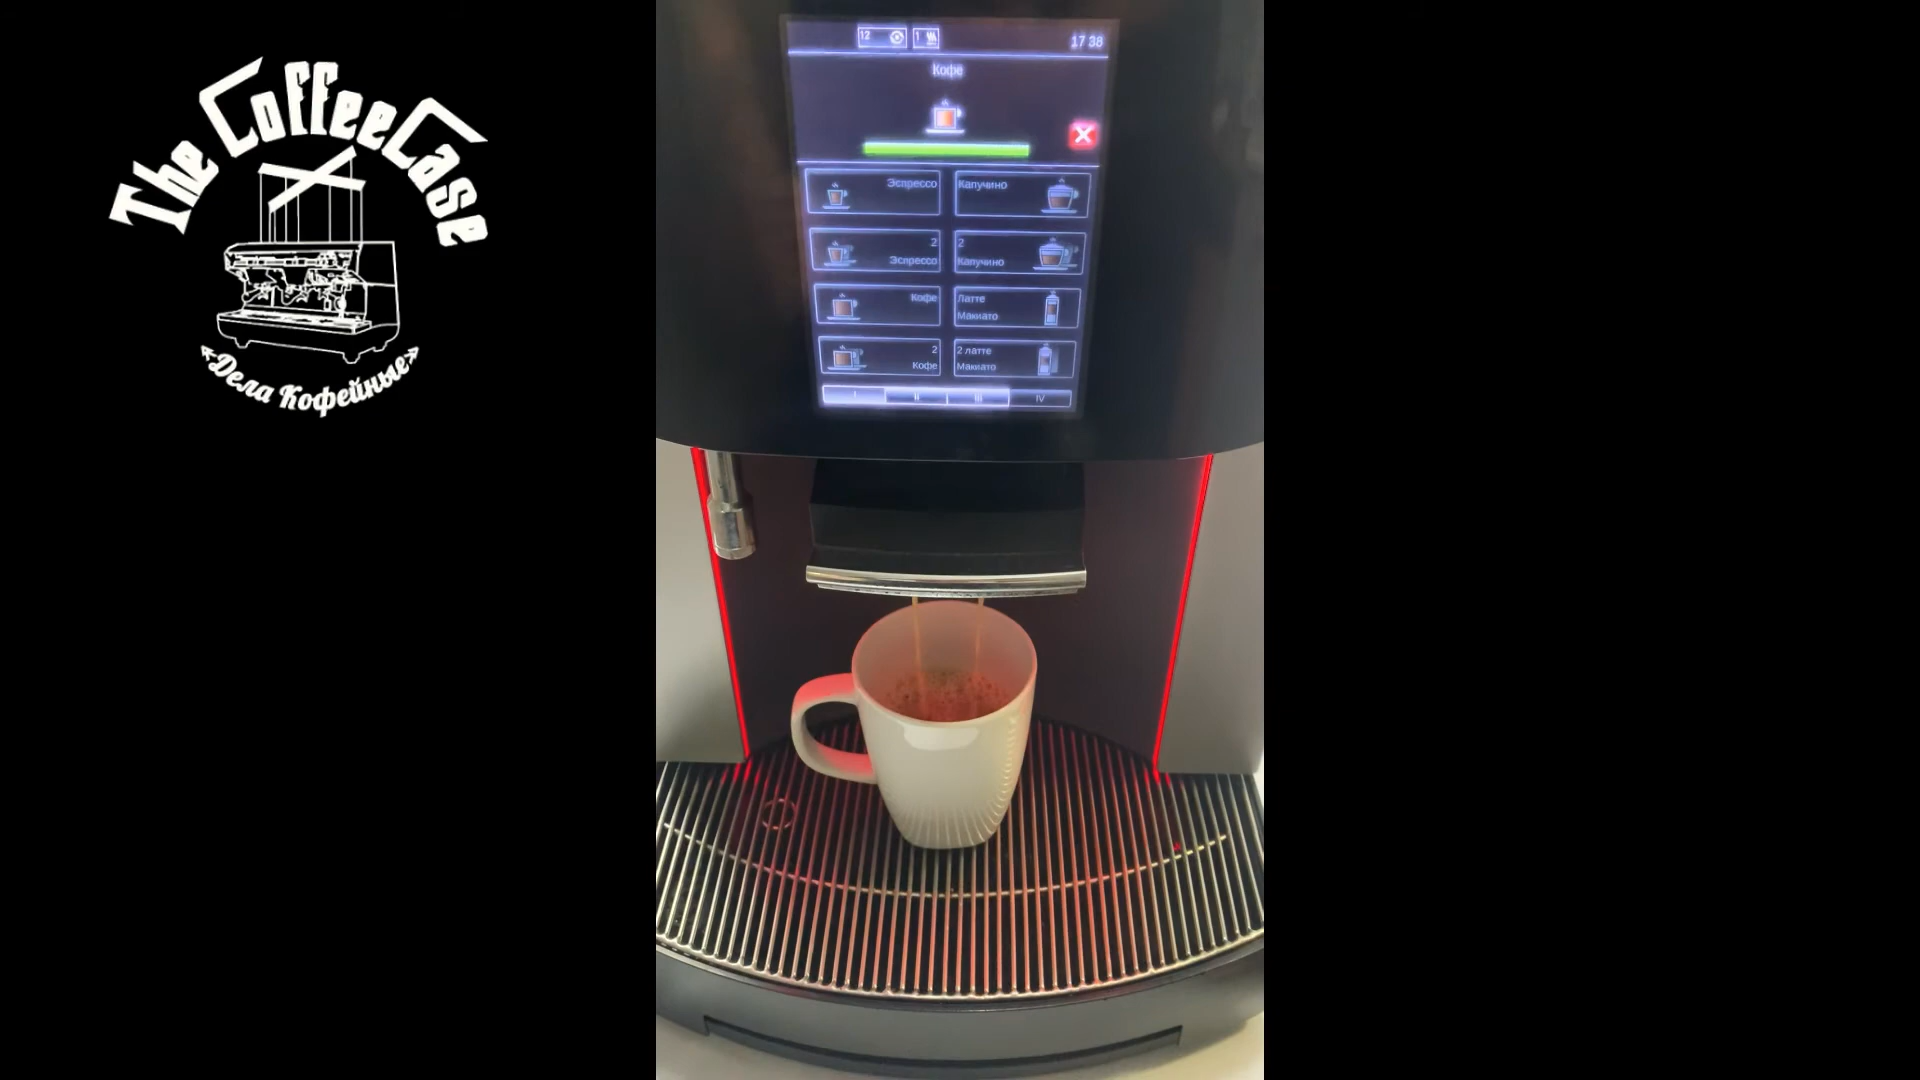 The CoffeeCase
Дела Кофейные
12
1
17 38
Кофе
Эспрессо
Капучино
2
Эспрессо
2
Капучино
Кофе
Латте
Макиато
2
Кофе
2 латте
Макиато
I
II
III
IV